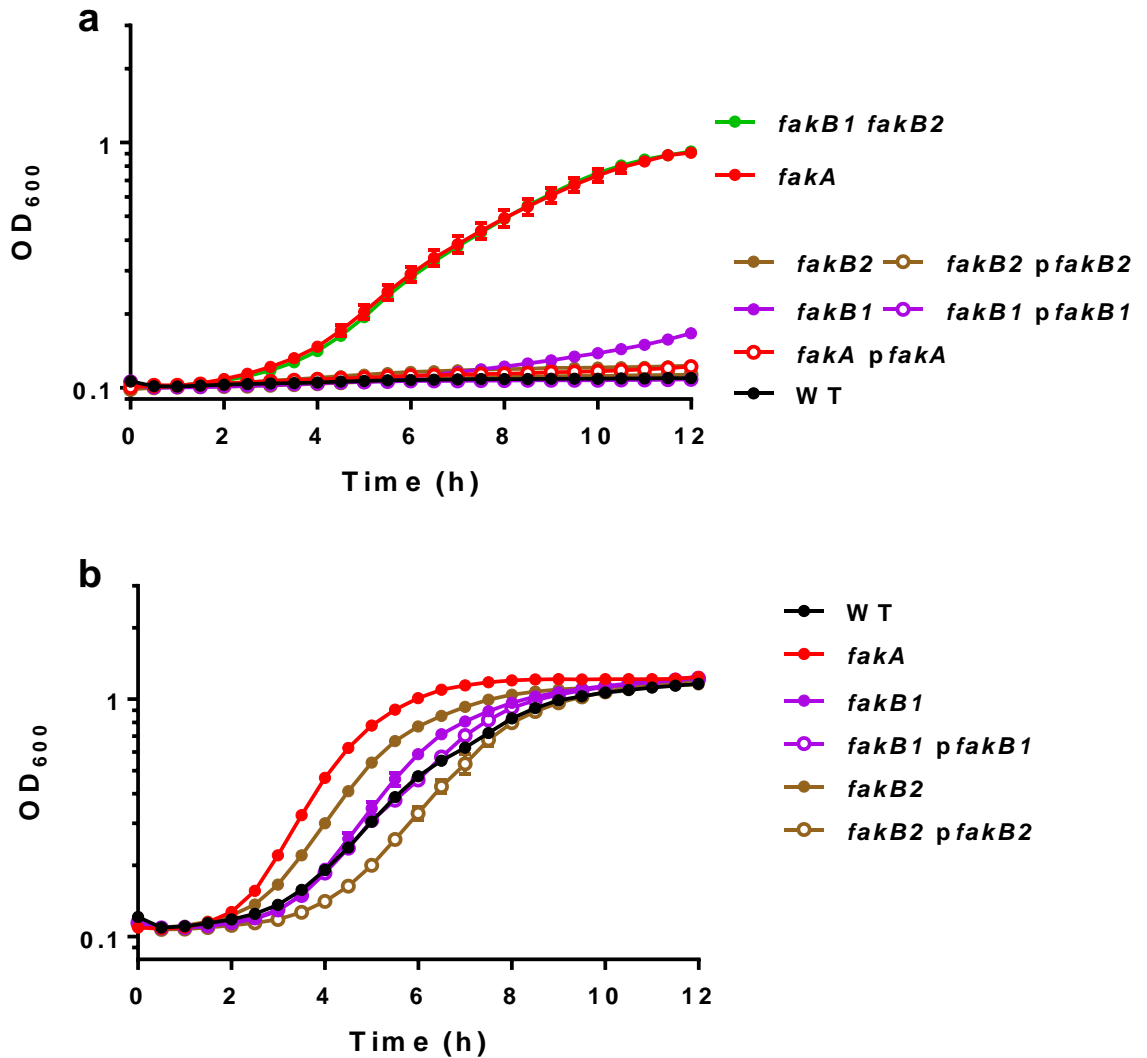 a
OD600
1
0.1
0 2 4 6 8 10 12
Time (h)
fakB1 fakB2
fakA
fakB2 fakB2 pfakB2
fakB1 fakB1 pfakB1
fakA pfakA
WT
b
OD600
1
0.1
0 2 4 6 8 10 12
Time (h)
WT
fakA
fakB1
fakB1 pfakB1
fakB2
fakB2 pfakB2